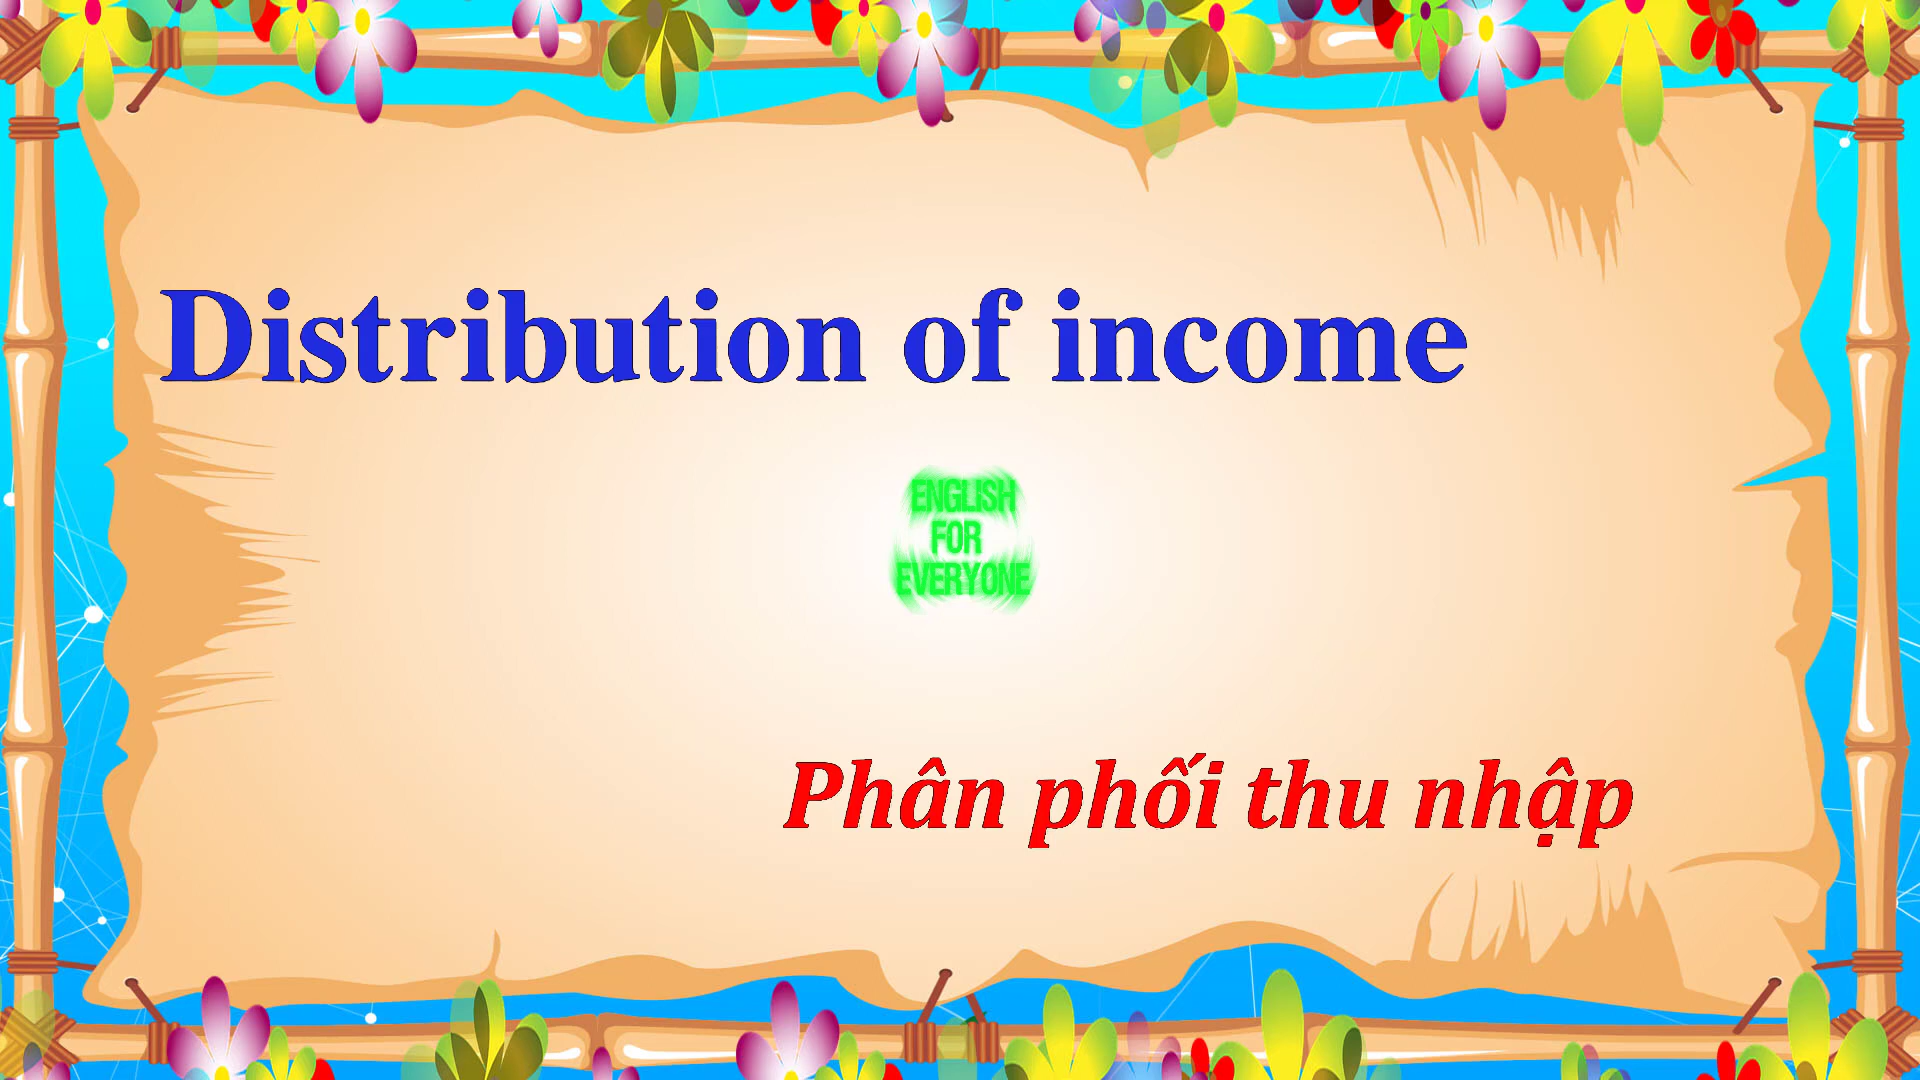 Distribution of income
ENGLISH
FOR
EVERYONE
Phân phối thu nhập